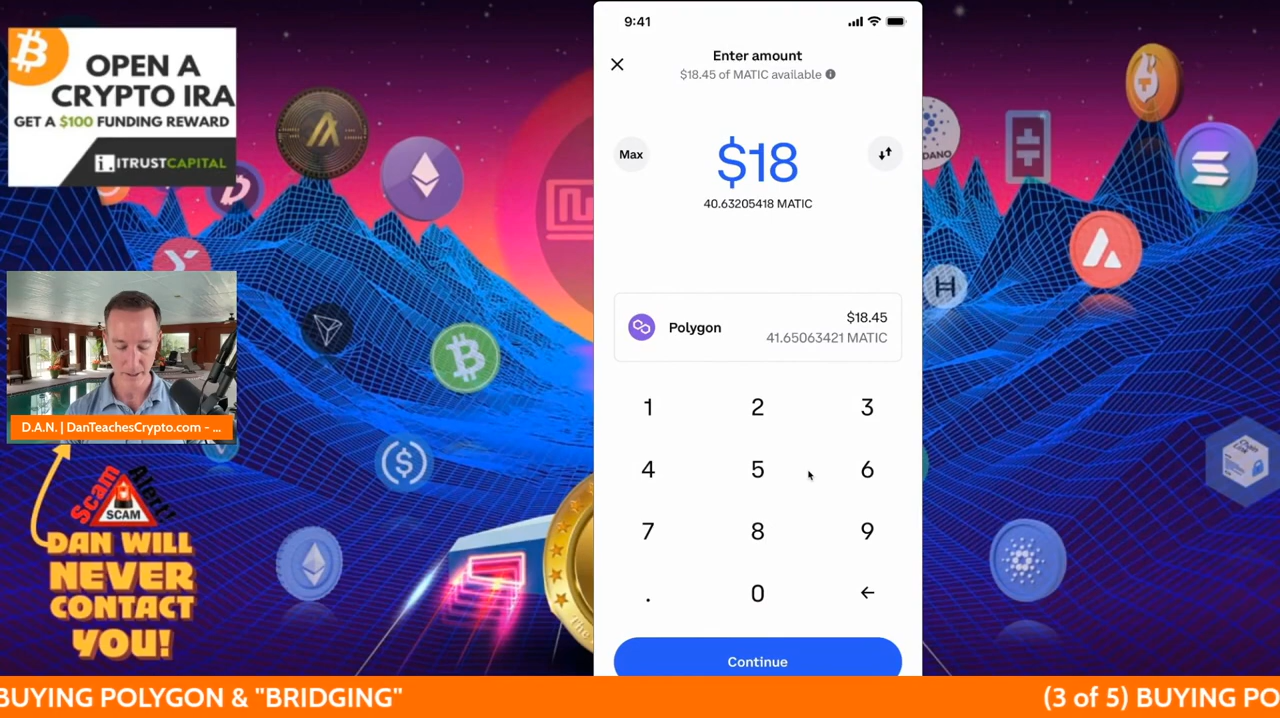 OPEN A
CRYPTO IRA
GET A $100 FUNDING REWARD
ITRUSTCAPITAL
D.A.N. | DanTeachesCrypto.com - ...
Scam Alert!
SCAM
DAN WILL
NEVER
CONTACT
YOU!
9:41
Enter amount
$18.45 of MATIC available
Max
$18
40.63205418 MATIC
Polygon
$18.45
41.65063421 MATIC
1 2 3
4 5 6
7 8 9
. 0 ←
Continue
DANO
BUYING POLYGON & "BRIDGING"
(3 of 5) BUYING PO